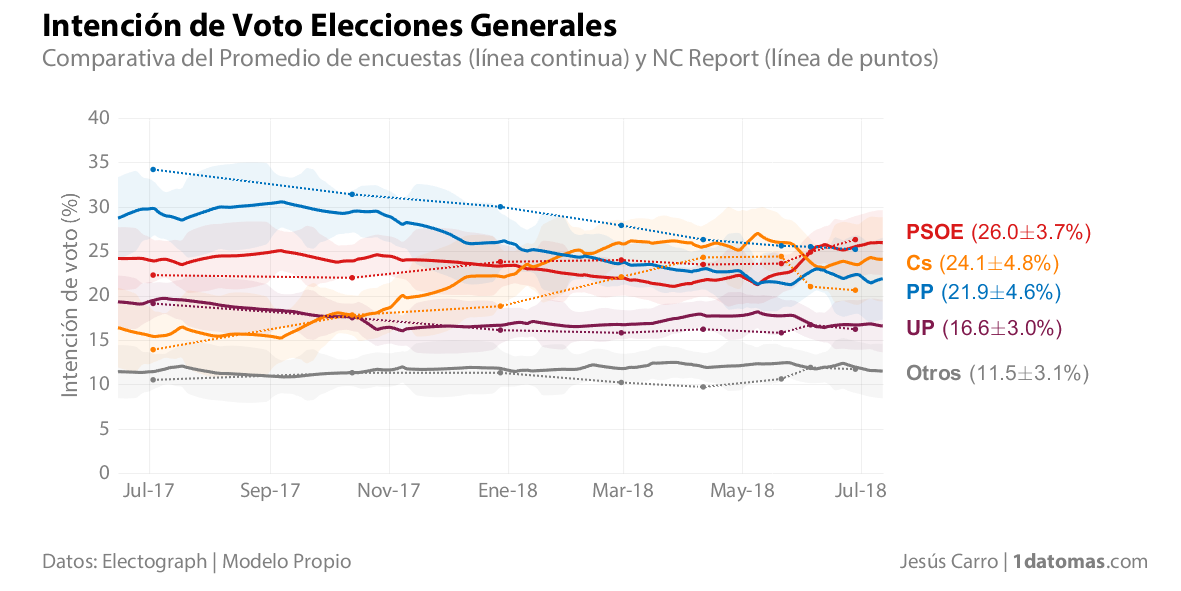 Intención de Voto Elecciones Generales
Comparativa del Promedio de encuestas (línea continua) y NC Report (línea de puntos)
Intención de voto (%)
40
35
30
25
20
15
10
5
0
Jul-17 Sep-17 Nov-17 Ene-18 Mar-18 May-18 Jul-18
PSOE (26.0±3.7%)
Cs (24.1±4.8%)
PP (21.9±4.6%)
UP (16.6±3.0%)
Otros (11.5±3.1%)
Datos: Electograph | Modelo Propio
Jesús Carro | 1datomas.com